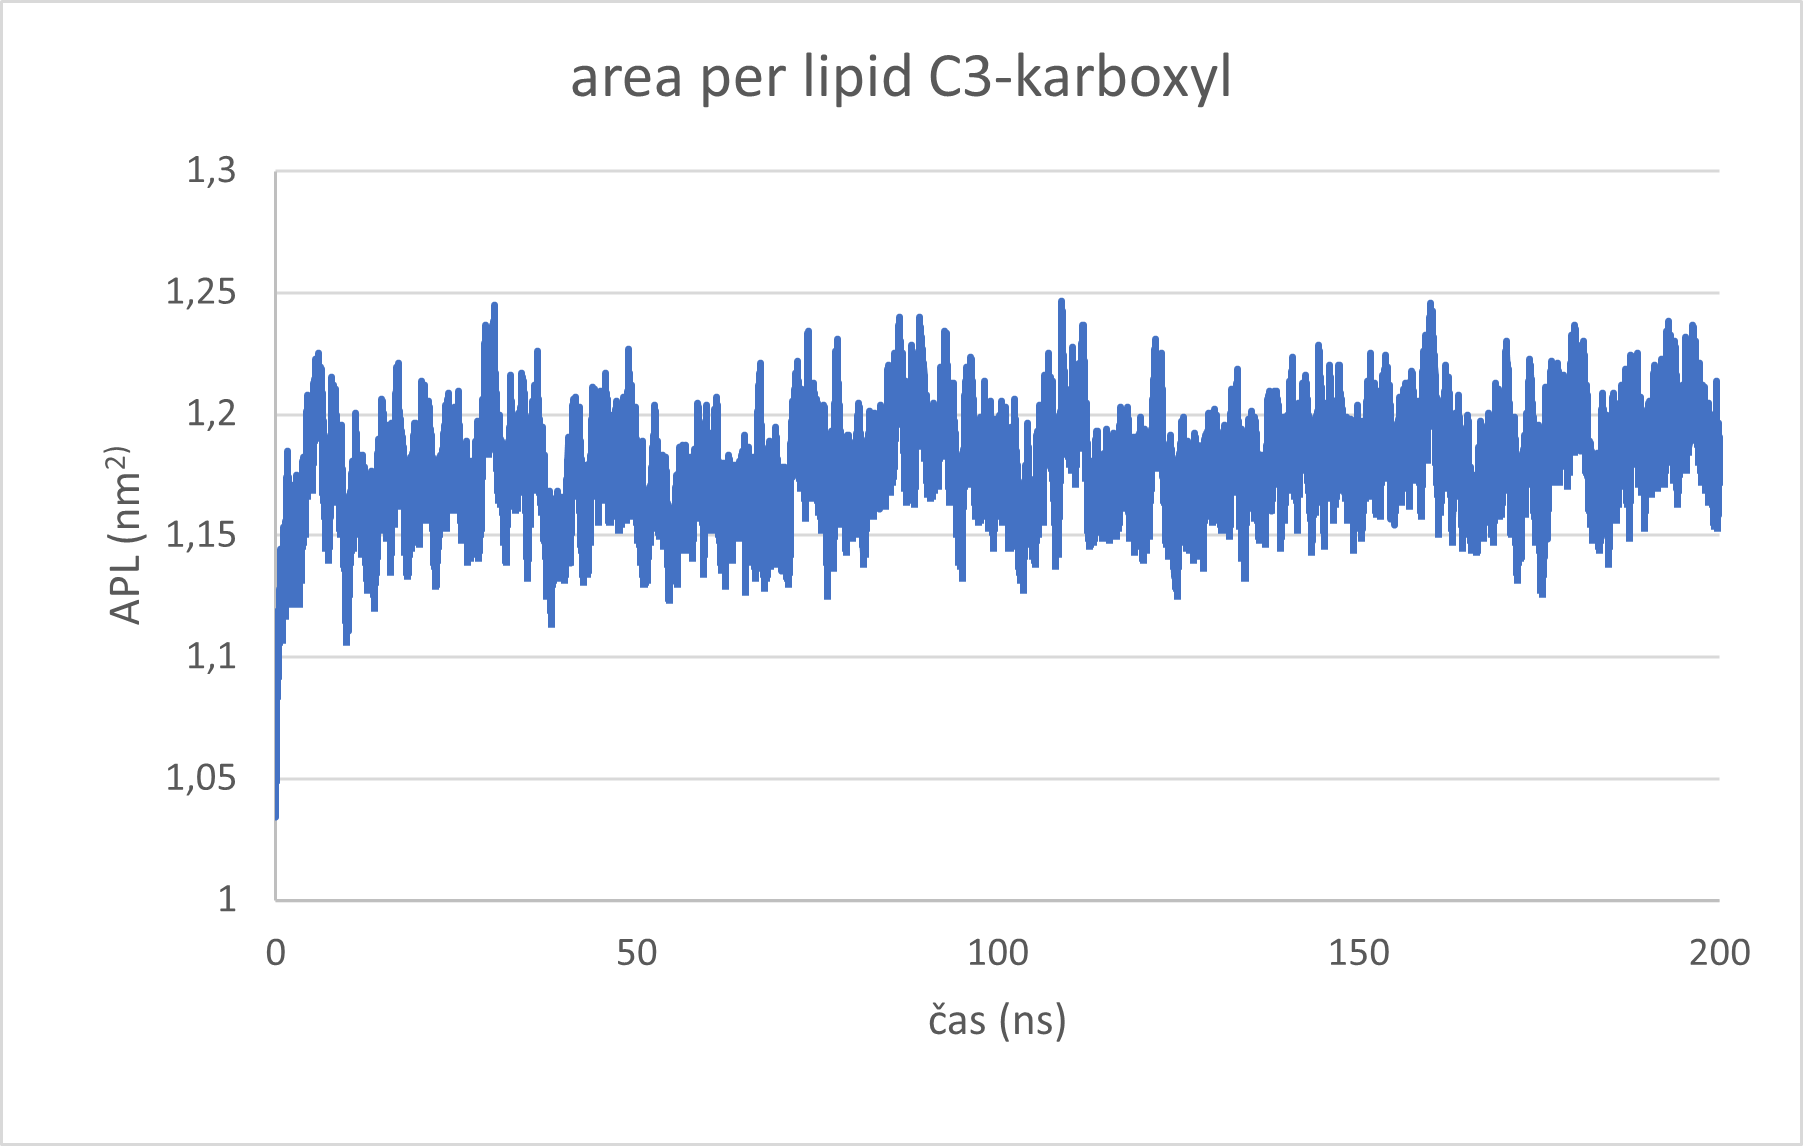 area per lipid C3-karboxyl
1,3
1,25
1,2
1,15
1,1
1,05
1
APL (nm²)
0 50 100 150 200
čas (ns)